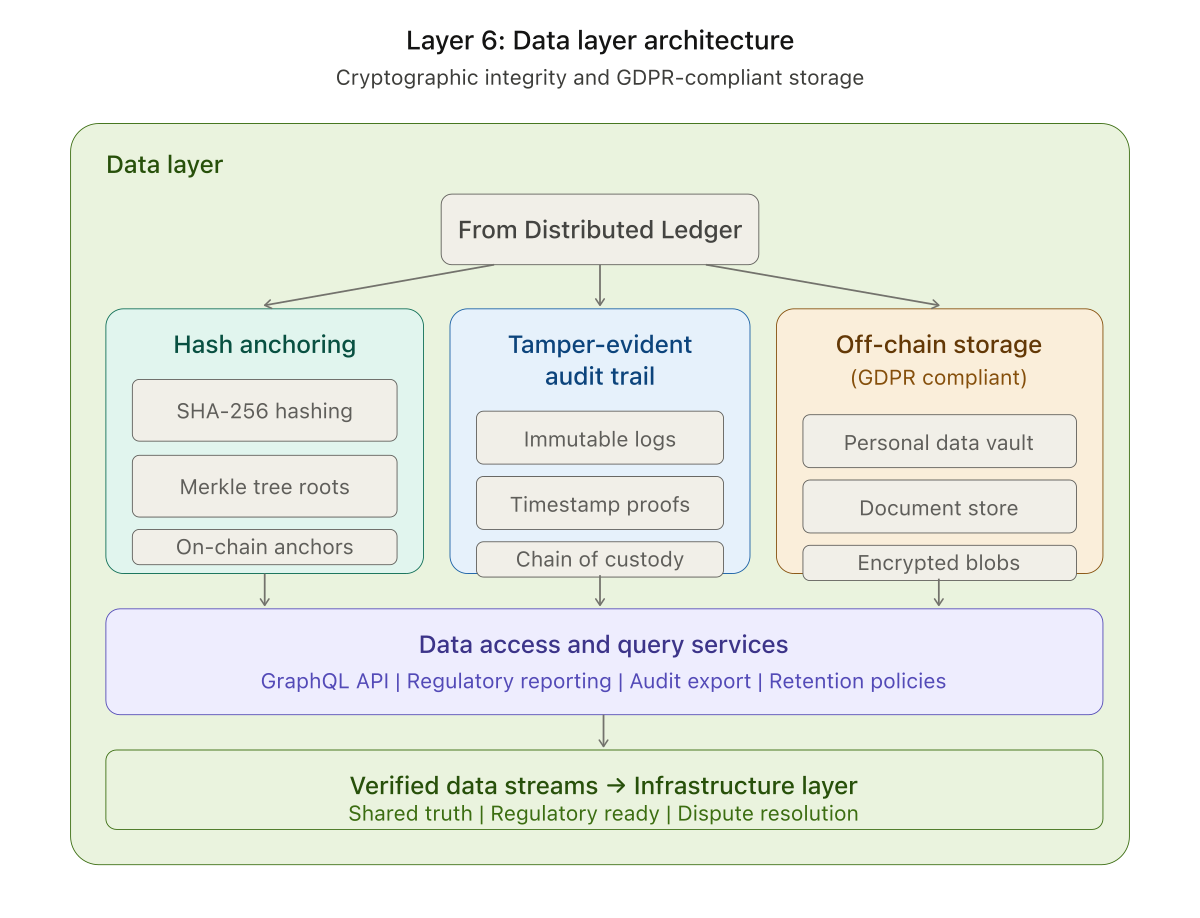 Layer 6: Data layer architecture
Cryptographic integrity and GDPR-compliant storage
Data layer
From Distributed Ledger
Hash anchoring
SHA-256 hashing
Merkle tree roots
On-chain anchors
Tamper-evident
audit trail
Immutable logs
Timestamp proofs
Chain of custody
Off-chain storage
(GDPR compliant)
Personal data vault
Document store
Encrypted blobs
Data access and query services
GraphQL API | Regulatory reporting | Audit export | Retention policies
Verified data streams → Infrastructure layer
Shared truth | Regulatory ready | Dispute resolution